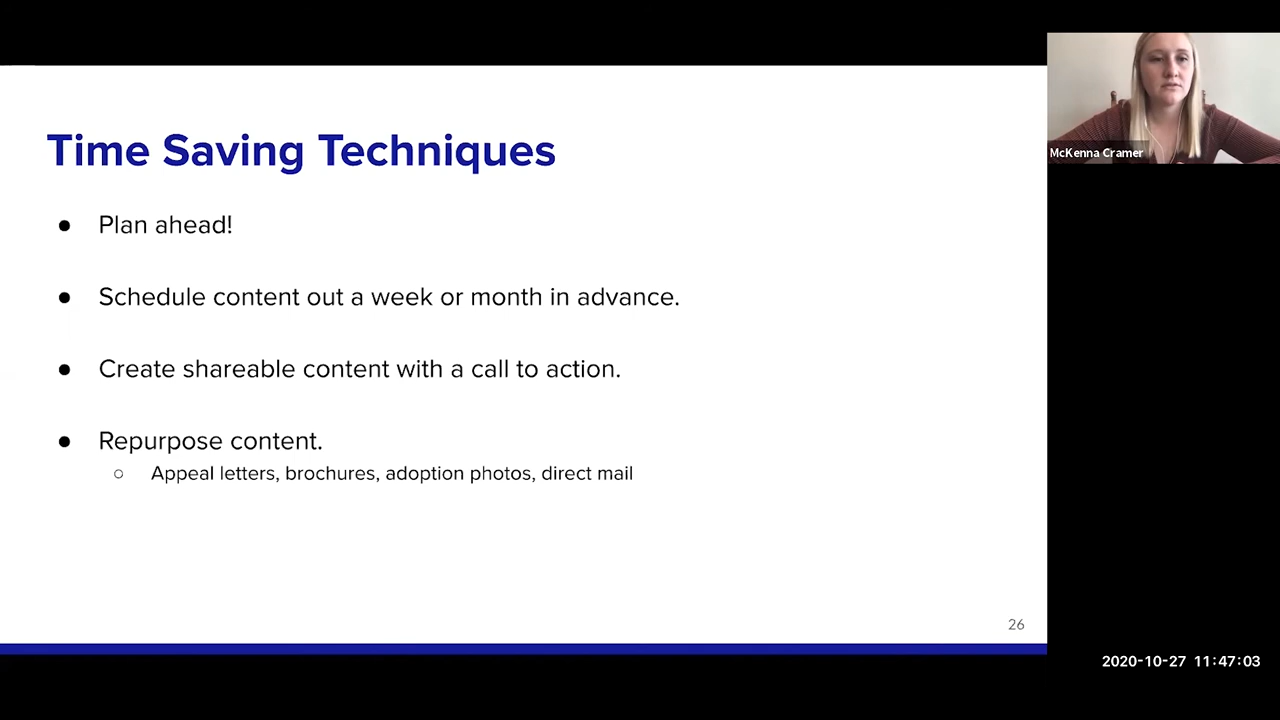 Time Saving Techniques
● Plan ahead!
● Schedule content out a week or month in advance.
● Create shareable content with a call to action.
● Repurpose content.
○ Appeal letters, brochures, adoption photos, direct mail
26
McKenna Cramer
2020-10-27 11:47:03